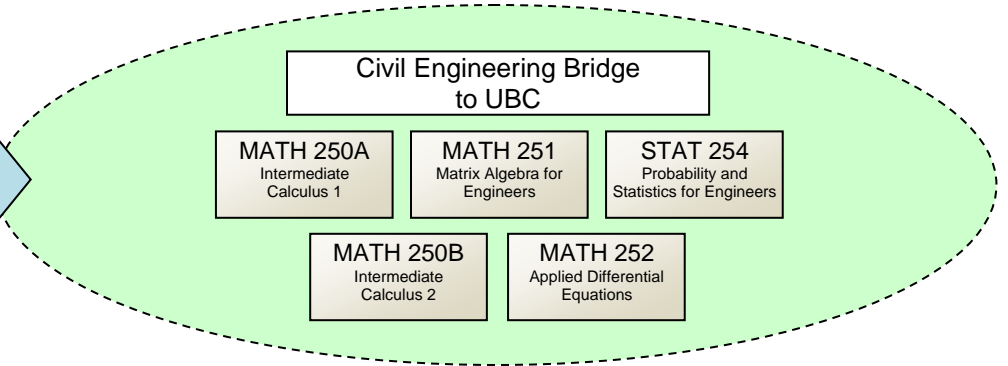 Civil Engineering Bridge
to UBC
MATH 250A
Intermediate
Calculus 1
MATH 251
Matrix Algebra for
Engineers
STAT 254
Probability and
Statistics for Engineers
MATH 250B
Intermediate
Calculus 2
MATH 252
Applied Differential
Equations